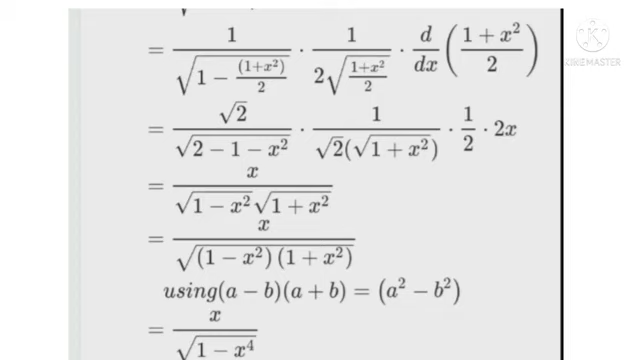 = 1/√(1 − (1+x²)/2) · 1/(2√((1+x²)/2)) · d/dx ((1 + x²)/2)
= √2/√(2 − 1 − x²) · 1/(√2(√(1 + x²))) · 1/2 · 2x
= x/(√(1 − x²)√(1 + x²))
= x/√((1 − x²)(1 + x²))
using(a − b)(a + b) = (a² − b²)
= x/√(1 − x⁴)
KINEMASTER